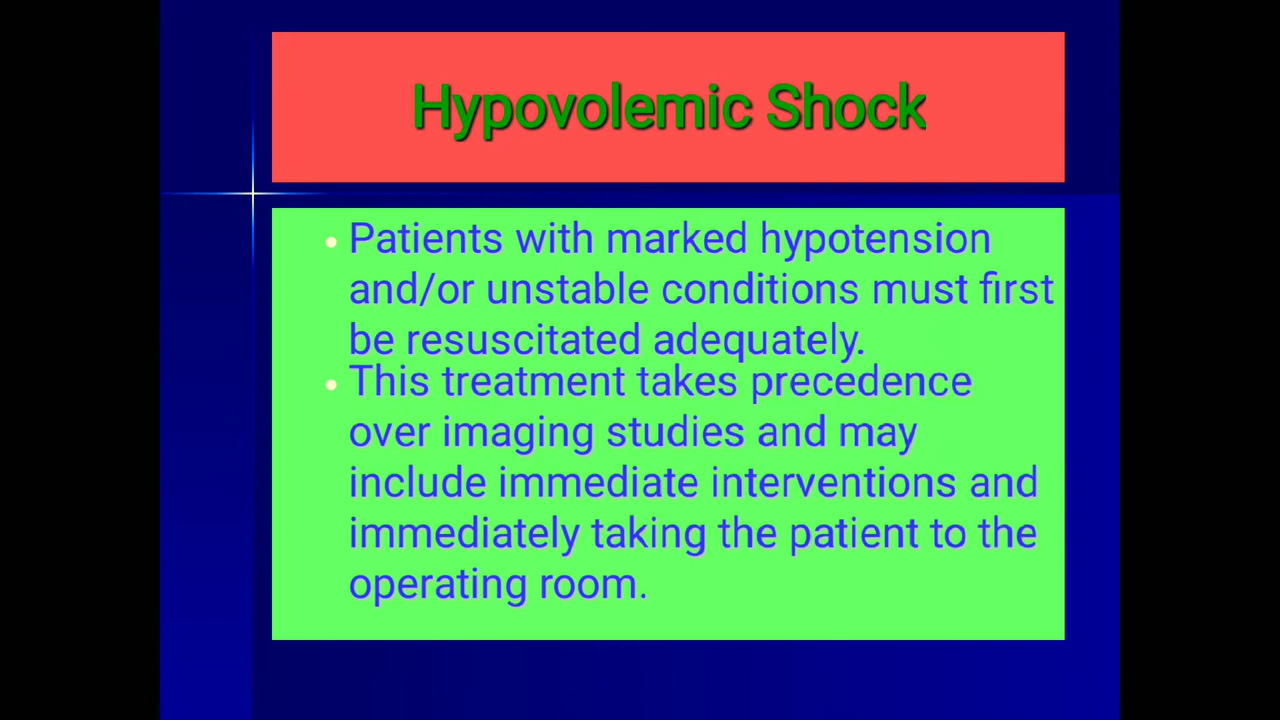 Hypovolemic Shock
• Patients with marked hypotension
and/or unstable conditions must first
be resuscitated adequately.
• This treatment takes precedence
over imaging studies and may
include immediate interventions and
immediately taking the patient to the
operating room.